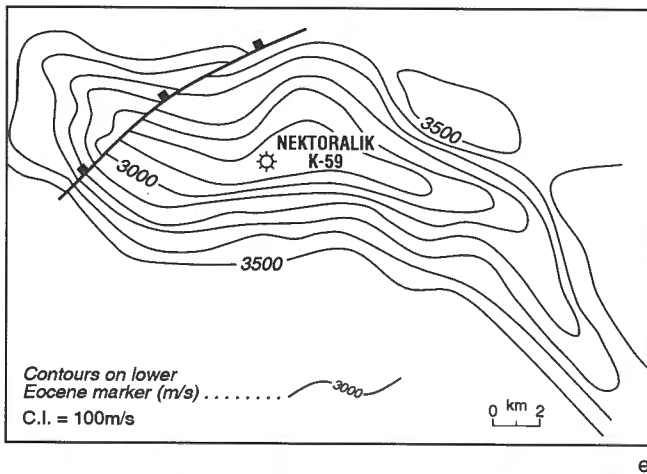 3500
NEKTORALIK
K-59
3000
3500
Contours on lower
Eocene marker (m/s) ........ 3000
C.I. = 100m/s
km
0 2
e